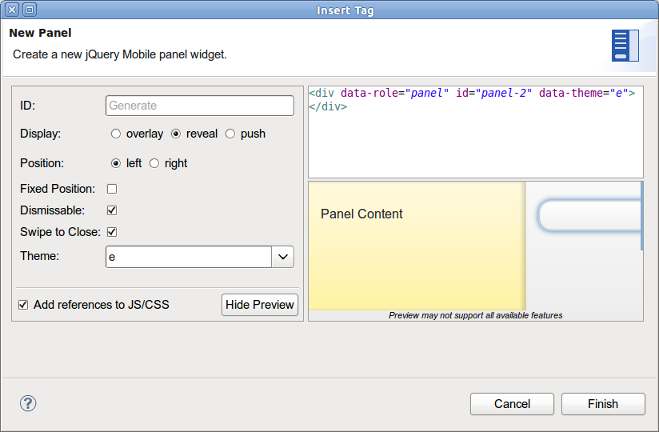 Insert Tag
New Panel
Create a new jQuery Mobile panel widget.
ID: Generate
Display: overlay reveal push
Position: left right
Fixed Position:
Dismissable:
Swipe to Close:
Theme: e
Add references to JS/CSS Hide Preview
<div data-role="panel" id="panel-2" data-theme="e">
</div>
Panel Content
Preview may not support all available features
? Cancel Finish